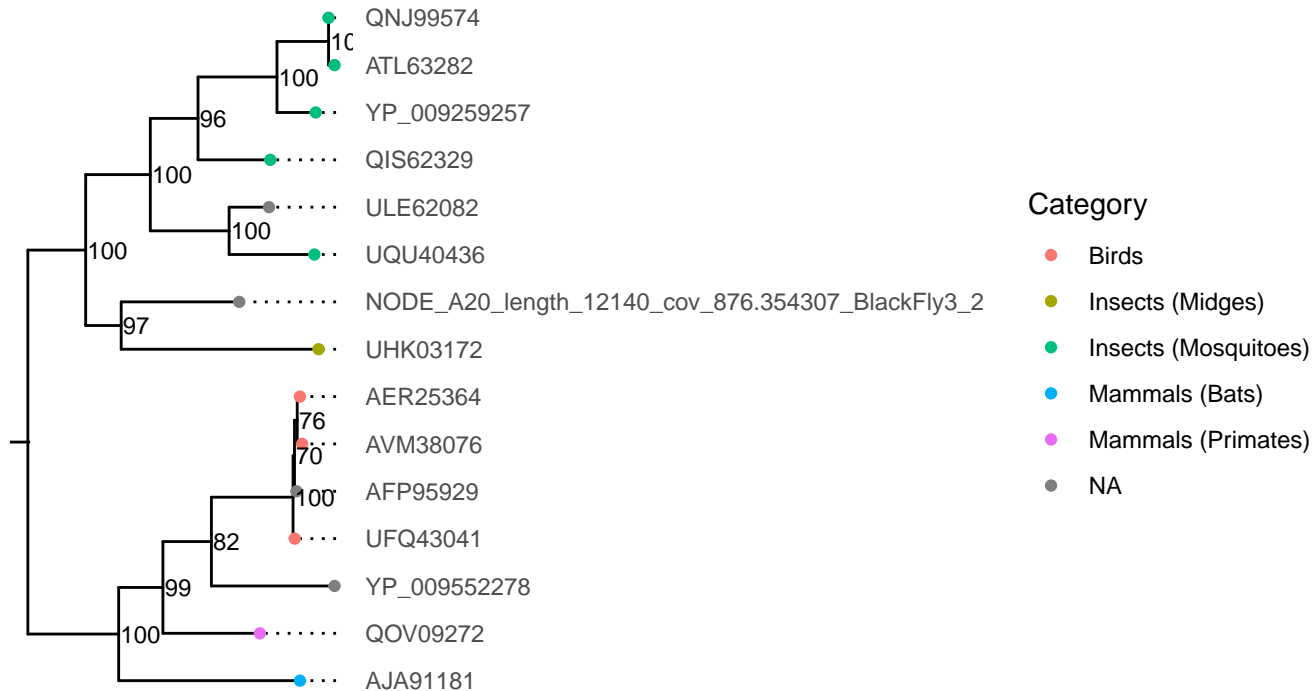 QNJ99574
10
ATL63282
100
YP_009259257
96
QIS62329
100
ULE62082
100
UQU40436
100
NODE_A20_length_12140_cov_876.354307_BlackFly3_2
97
UHK03172
AER25364
76
AVM38076
70
AFP95929
100
UFQ43041
82
YP_009552278
99
QOV09272
100
AJA91181
Category
Birds
Insects (Midges)
Insects (Mosquitoes)
Mammals (Bats)
Mammals (Primates)
NA